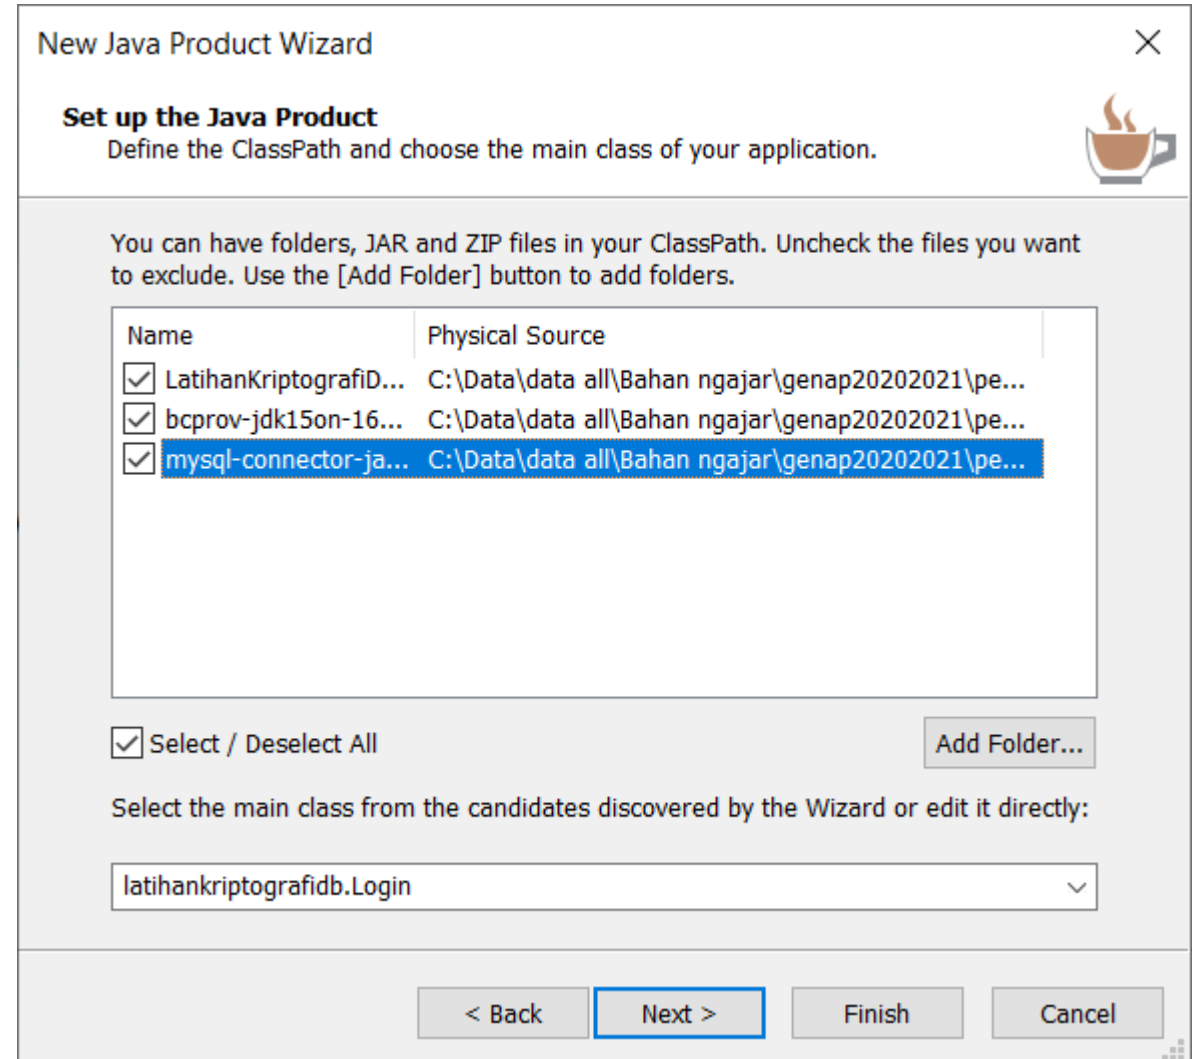 New Java Product Wizard
Set up the Java Product
Define the ClassPath and choose the main class of your application.
You can have folders, JAR and ZIP files in your ClassPath. Uncheck the files you want
to exclude. Use the [Add Folder] button to add folders.
Name Physical Source
LatihanKriptografiD... C:\Data\data all\Bahan ngajar\genap20202021\pe...
bcprov-jdk15on-16... C:\Data\data all\Bahan ngajar\genap20202021\pe...
mysql-connector-ja... C:\Data\data all\Bahan ngajar\genap20202021\pe...
Select / Deselect All Add Folder...
Select the main class from the candidates discovered by the Wizard or edit it directly:
latihankriptografidb.Login
< Back Next > Finish Cancel